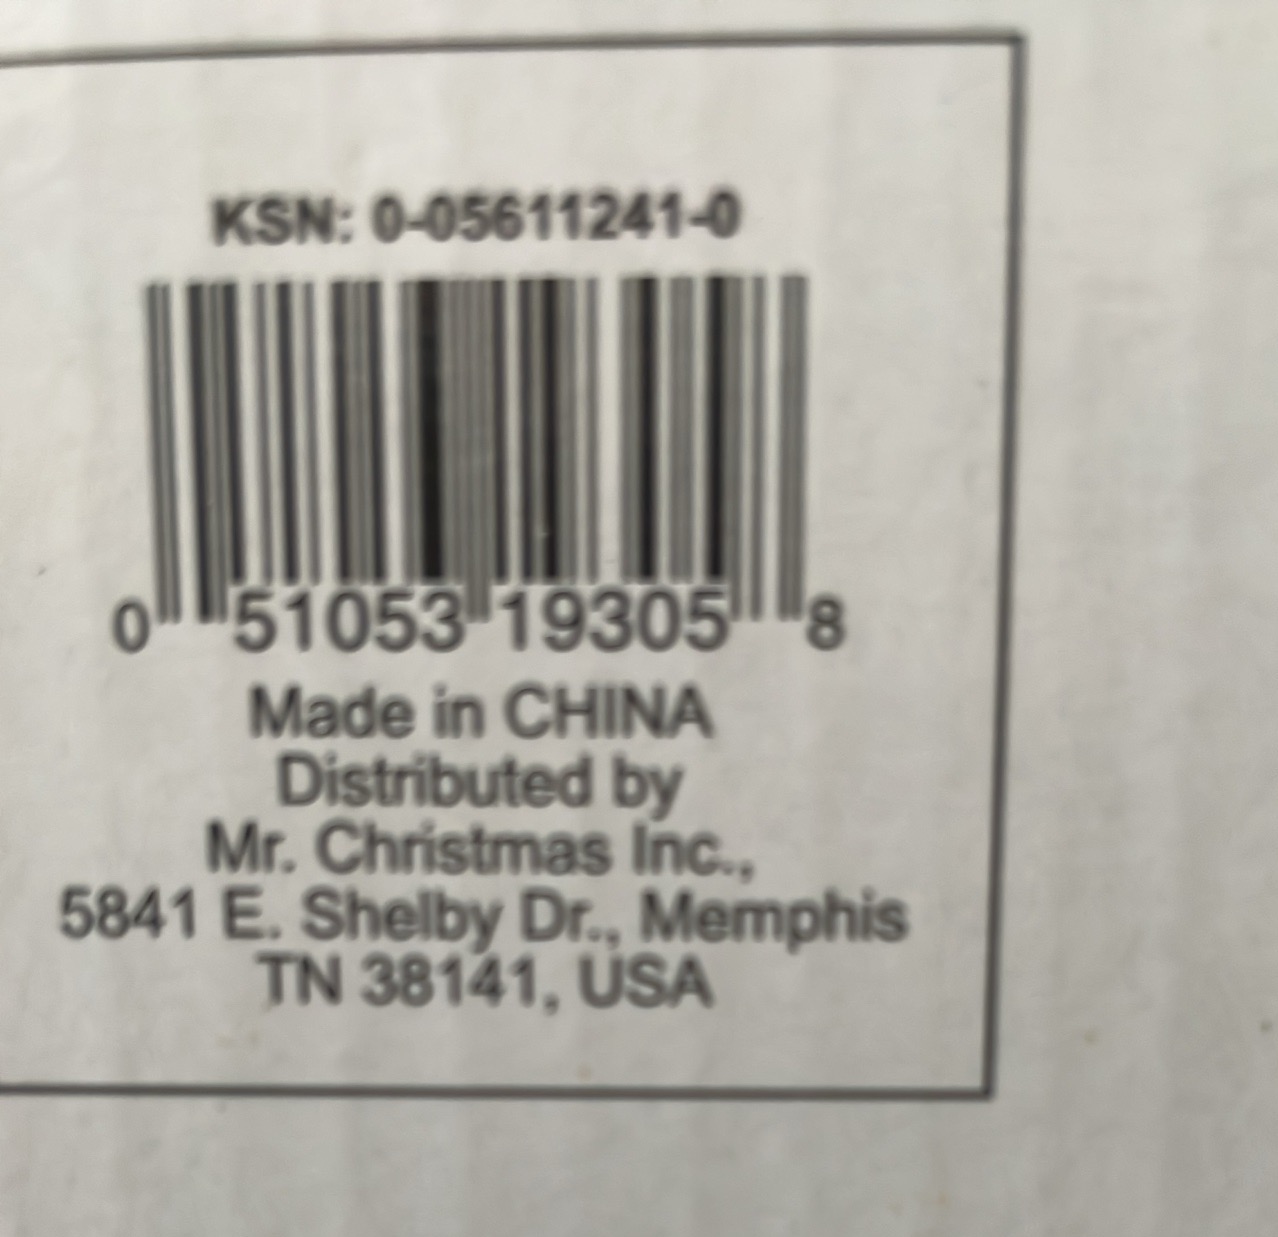 KSN: 0-05611241-0
0 51053 19305 8
Made in CHINA
Distributed by
Mr. Christmas Inc.,
5841 E. Shelby Dr., Memphis
TN 38141, USA